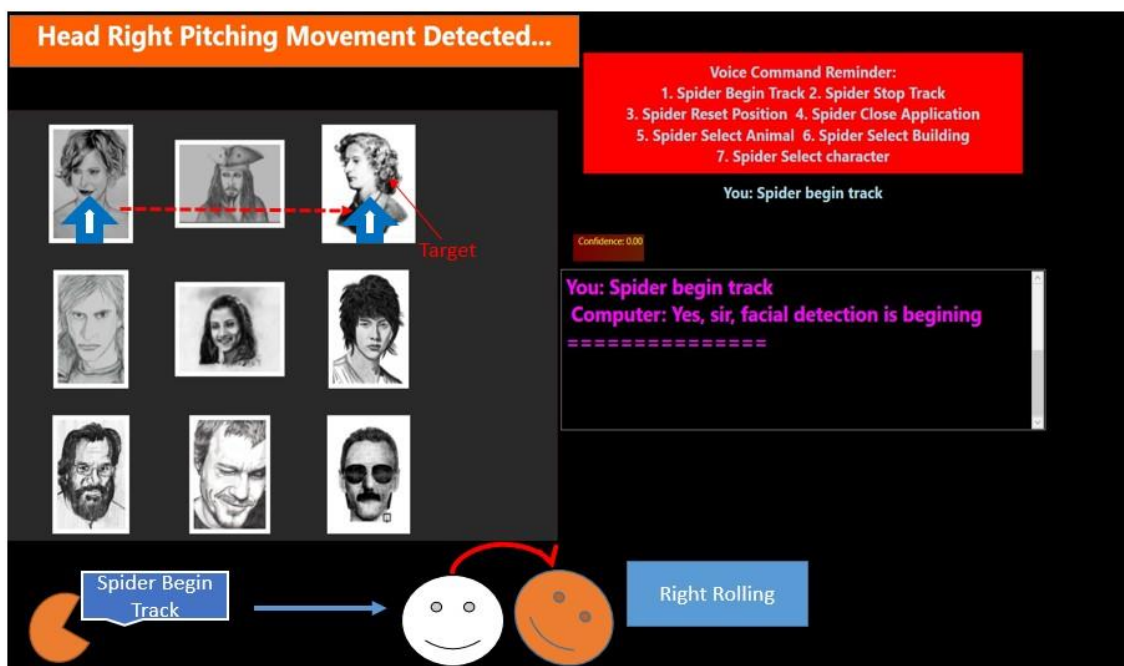 Head Right Pitching Movement Detected...
Voice Command Reminder:
1. Spider Begin Track 2. Spider Stop Track
3. Spider Reset Position 4. Spider Close Application
5. Spider Select Animal 6. Spider Select Building
7. Spider Select character
You: Spider begin track
Target
Confidence: 0.00
You: Spider begin track
Computer: Yes, sir, facial detection is begining
===============
Spider Begin
Track
Right Rolling